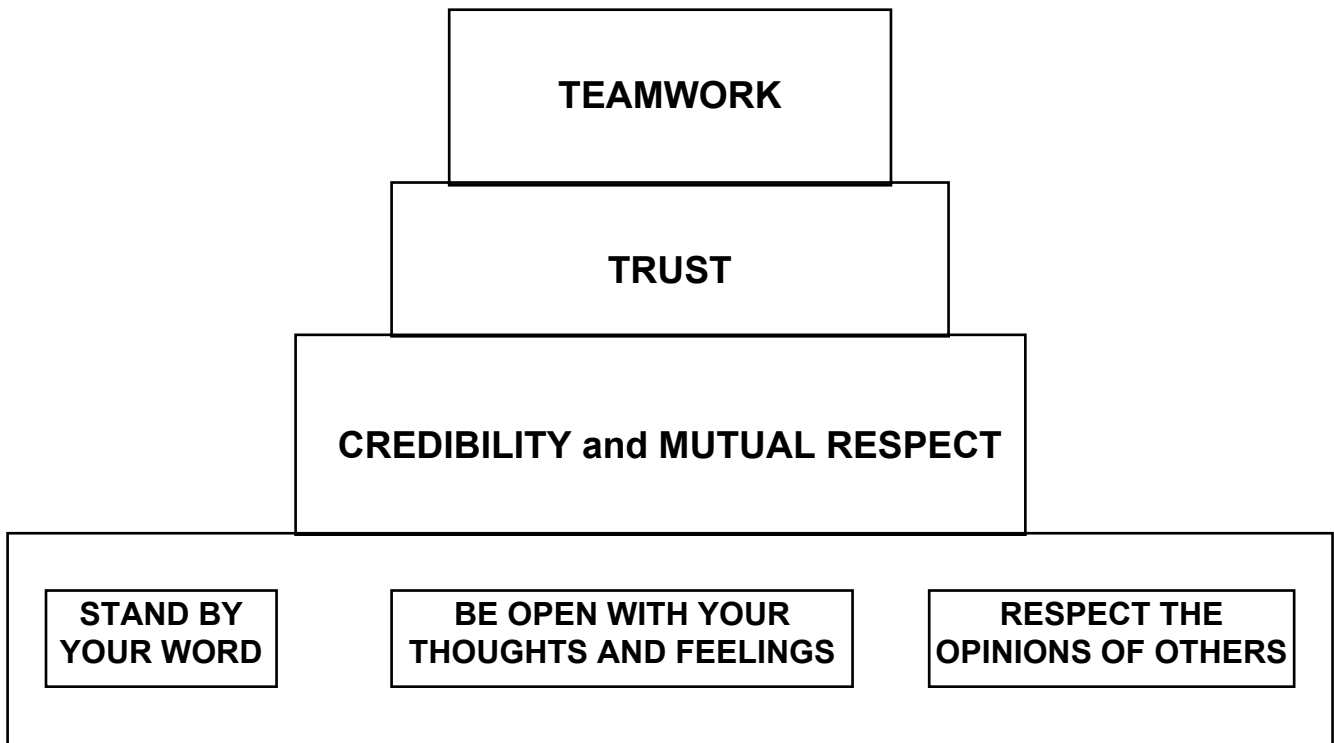 TEAMWORK
TRUST
CREDIBILITY and MUTUAL RESPECT
STAND BY
YOUR WORD
BE OPEN WITH YOUR
THOUGHTS AND FEELINGS
RESPECT THE
OPINIONS OF OTHERS